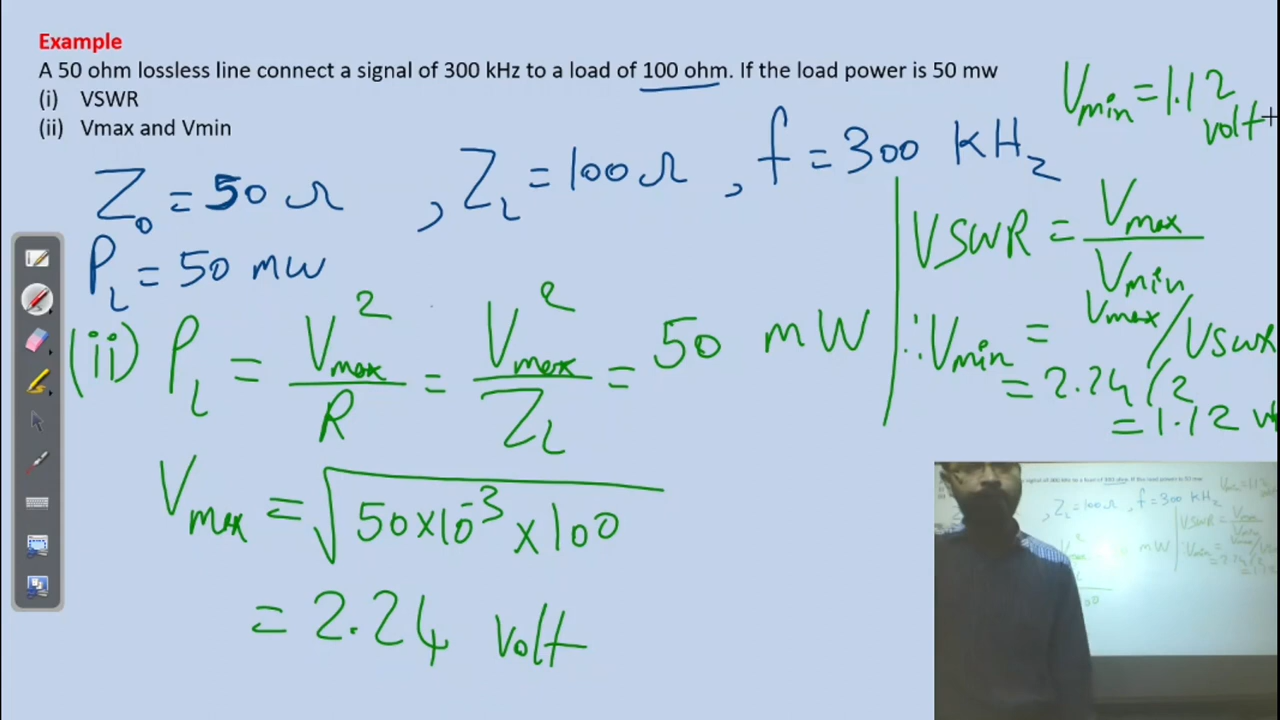 Example
A 50 ohm lossless line connect a signal of 300 kHz to a load of 100 ohm. If the load power is 50 mw
(i) VSWR
(ii) Vmax and Vmin
Vmin = 1.12
volt
Z0 = 50 Ω , ZL = 100 Ω , f = 300 KHz
PL = 50 mW
(ii) PL = Vmax² / R = Vmax² / ZL = 50 mW
Vmax = √50×10⁻³ × 100
= 2.24 volt
VSWR = Vmax / Vmin
∴ Vmin = Vmax / VSWR
= 2.24 / 2
= 1.12